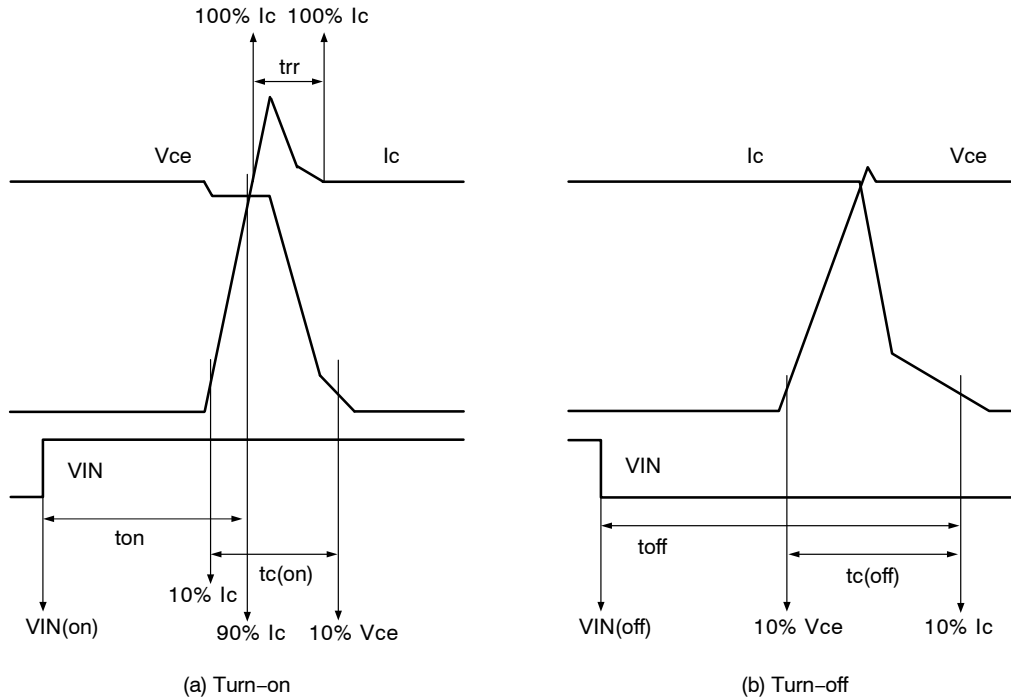 100% Ic 100% Ic
trr
Vce
Ic
VIN
ton
tc(on)
10% Ic
VIN(on)
90% Ic
10% Vce
(a) Turn−on
Ic
Vce
VIN
toff
tc(off)
VIN(off)
10% Vce
10% Ic
(b) Turn−off